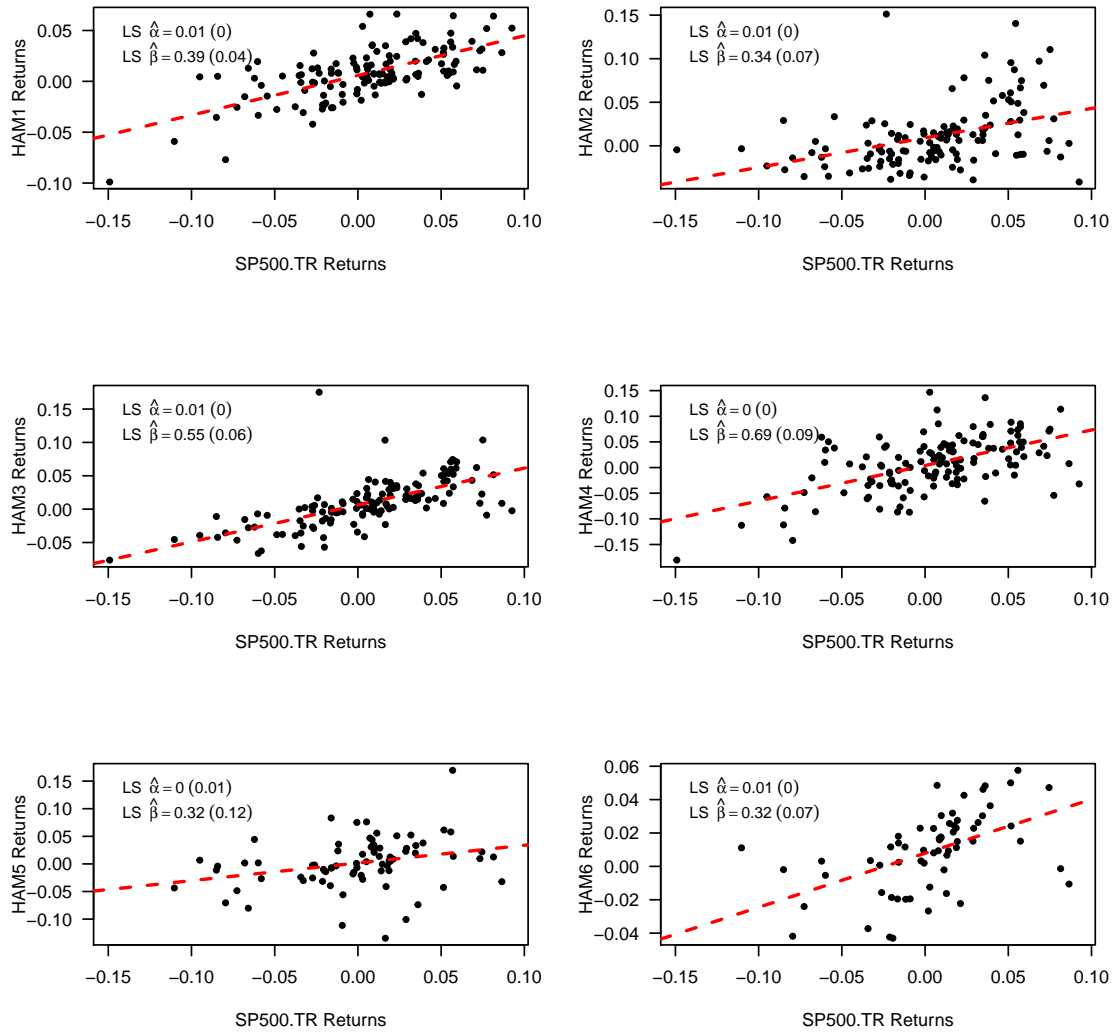 LS α̂ = 0.01 (0)
LS β̂ = 0.39 (0.04)
HAM1 Returns
0.05
0.00
−0.05
−0.10
−0.15 −0.10 −0.05 0.00 0.05 0.10
SP500.TR Returns
LS α̂ = 0.01 (0)
LS β̂ = 0.34 (0.07)
HAM2 Returns
0.15
0.10
0.05
0.00
−0.15 −0.10 −0.05 0.00 0.05 0.10
SP500.TR Returns
LS α̂ = 0.01 (0)
LS β̂ = 0.55 (0.06)
HAM3 Returns
0.15
0.10
0.05
0.00
−0.05
−0.15 −0.10 −0.05 0.00 0.05 0.10
SP500.TR Returns
LS α̂ = 0 (0)
LS β̂ = 0.69 (0.09)
HAM4 Returns
0.15
0.10
0.05
0.00
−0.05
−0.10
−0.15
−0.15 −0.10 −0.05 0.00 0.05 0.10
SP500.TR Returns
LS α̂ = 0 (0.01)
LS β̂ = 0.32 (0.12)
HAM5 Returns
0.15
0.10
0.05
0.00
−0.05
−0.10
−0.15 −0.10 −0.05 0.00 0.05 0.10
SP500.TR Returns
LS α̂ = 0.01 (0)
LS β̂ = 0.32 (0.07)
HAM6 Returns
0.06
0.04
0.02
0.00
−0.02
−0.04
−0.15 −0.10 −0.05 0.00 0.05 0.10
SP500.TR Returns